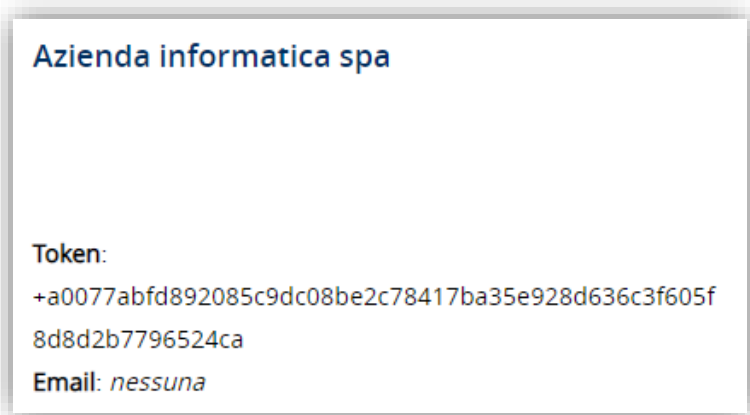 Azienda informatica spa
Token:
+a0077abfd892085c9dc08be2c78417ba35e928d636c3f605f
8d8d2b7796524ca
Email: nessuna